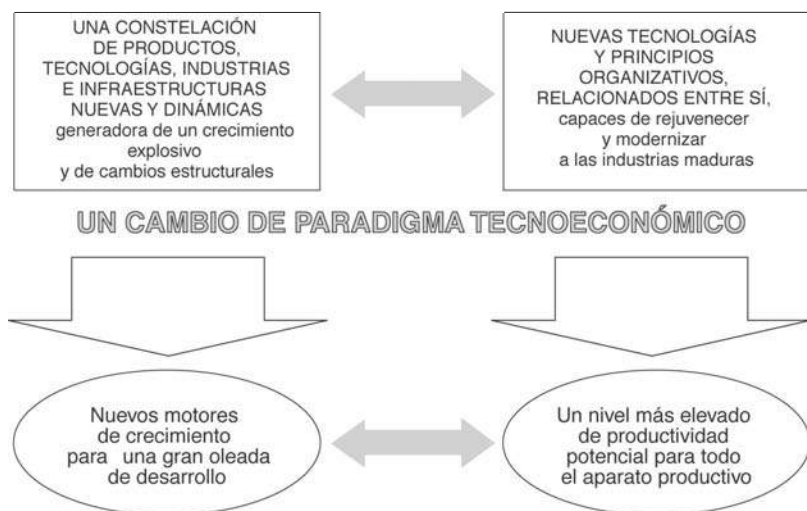 UNA CONSTELACIÓN
DE PRODUCTOS,
TECNOLOGÍAS, INDUSTRIAS
E INFRAESTRUCTURAS
NUEVAS Y DINÁMICAS
generadora de un crecimiento
explosivo
y de cambios estructurales
NUEVAS TECNOLOGÍAS
Y PRINCIPIOS
ORGANIZATIVOS,
RELACIONADOS ENTRE SÍ,
capaces de rejuvenecer
y modernizar
a las industrias maduras
UN CAMBIO DE PARADIGMA TECNOECONÓMICO
Nuevos motores
de crecimiento
para una gran oleada
de desarrollo
Un nivel más elevado
de productividad
potencial para todo
el aparato productivo